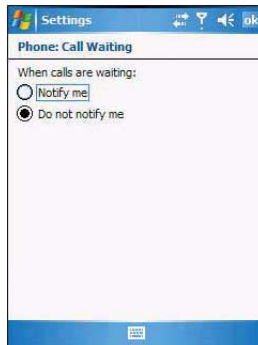 Settings
ok
Phone: Call Waiting
When calls are waiting:
Notify me
Do not notify me